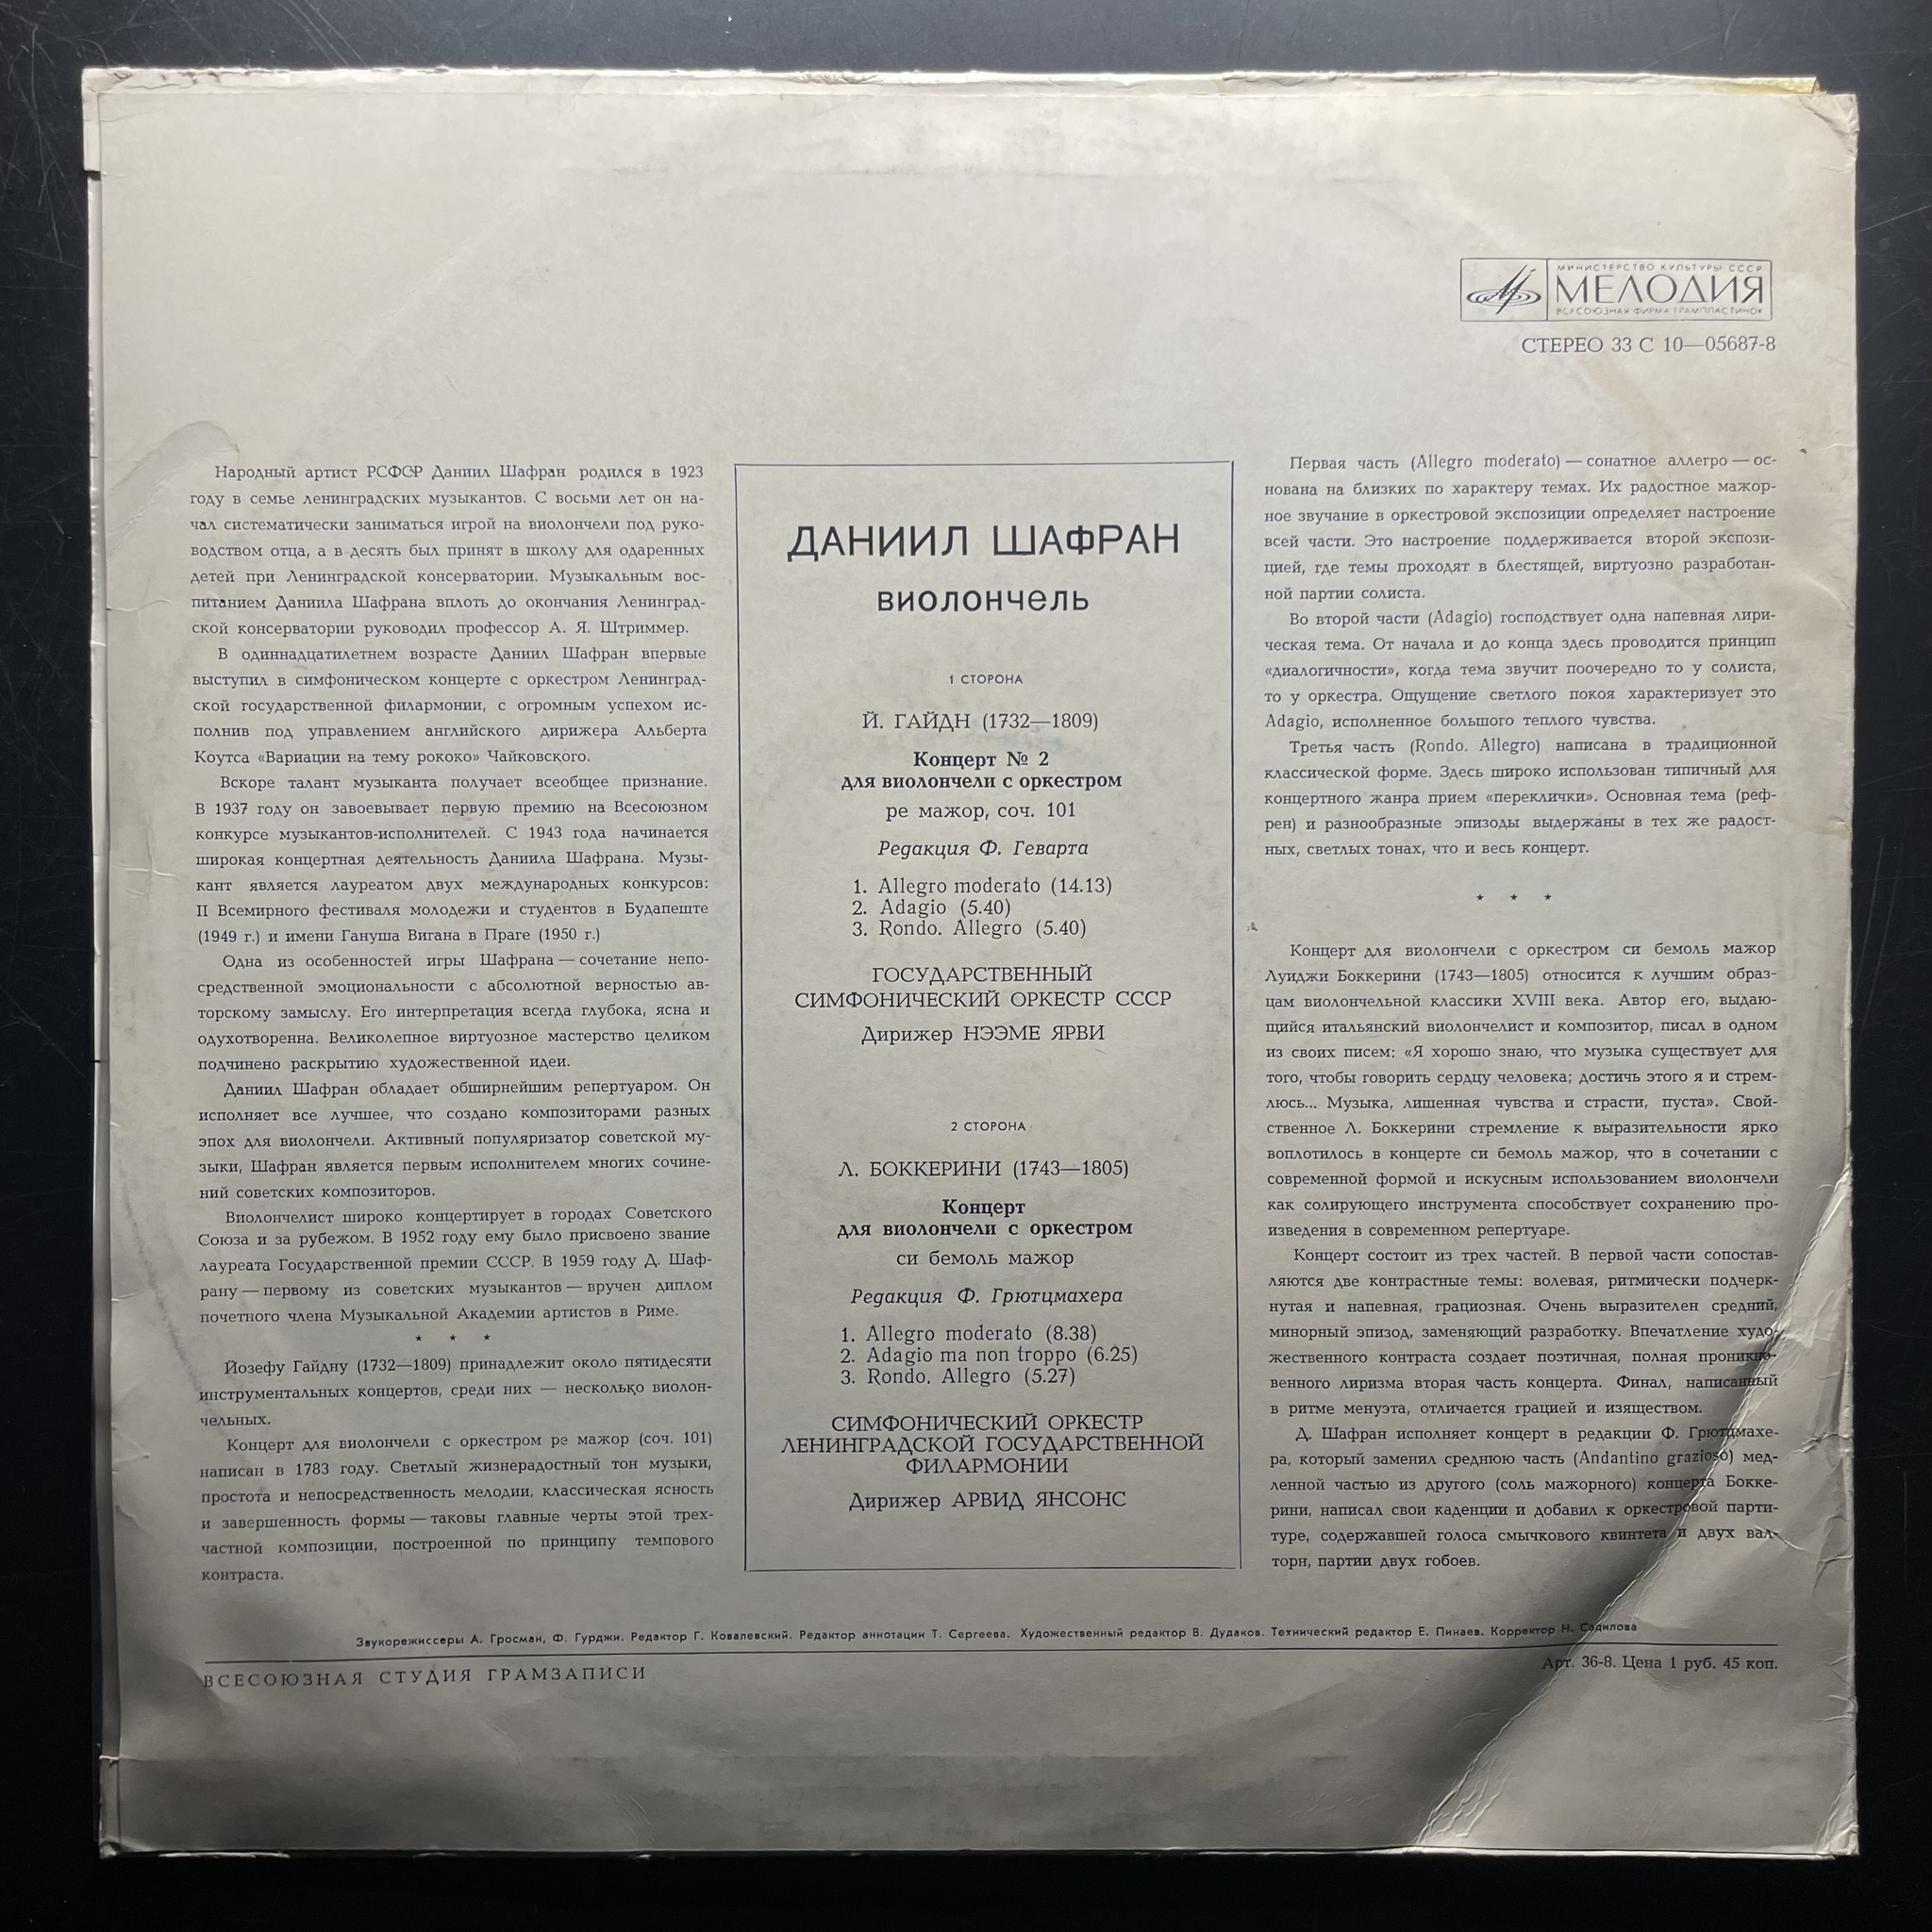 МИНИСТЕРСТВО КУЛЬТУРЫ СССР
МЕЛОДИЯ
ВСЕСОЮЗНАЯ ФИРМА ГРАМПЛАСТИНОК
СТЕРЕО 33 С 10—05687-8
Народный артист РСФСР Даниил Шафран родился в 1923
году в семье ленинградских музыкантов. С восьми лет он на-
чал систематически заниматься игрой на виолончели под руко-
водством отца, а в десять был принят в школу для одаренных
детей при Ленинградской консерватории. Музыкальным вос-
питанием Даниила Шафрана вплоть до окончания Ленинград-
ской консерватории руководил профессор А. Я. Штриммер.
В одиннадцатилетнем возрасте Даниил Шафран впервые
выступил в симфоническом концерте с оркестром Ленинград-
ской государственной филармонии, с огромным успехом ис-
полнив под управлением английского дирижера Альберта
Коутса «Вариации на тему рококо» Чайковского.
Вскоре талант музыканта получает всеобщее признание.
В 1937 году он завоевывает первую премию на Всесоюзном
конкурсе музыкантов-исполнителей. С 1943 года начинается
широкая концертная деятельность Даниила Шафрана. Музы-
кант является лауреатом двух международных конкурсов:
II Всемирного фестиваля молодежи и студентов в Будапеште
(1949 г.) и имени Гануша Вигана в Праге (1950 г.)
Одна из особенностей игры Шафрана — сочетание непо-
средственной эмоциональности с абсолютной верностью ав-
торскому замыслу. Его интерпретация всегда глубока, ясна и
одухотворенна. Великолепное виртуозное мастерство целиком
подчинено раскрытию художественной идеи.
Даниил Шафран обладает обширнейшим репертуаром. Он
исполняет все лучшее, что создано композиторами разных
эпох для виолончели. Активный популяризатор советской му-
зыки, Шафран является первым исполнителем многих сочине-
ний советских композиторов.
Виолончелист широко концертирует в городах Советского
Союза и за рубежом. В 1952 году ему было присвоено звание
лауреата Государственной премии СССР. В 1959 году Д. Шаф-
рану — первому из советских музыкантов — вручен диплом
почетного члена Музыкальной Академии артистов в Риме.
* * *
Йозефу Гайдну (1732—1809) принадлежит около пятидесяти
инструментальных концертов, среди них — несколько виолон-
чельных.
Концерт для виолончели с оркестром ре мажор (соч. 101)
написан в 1783 году. Светлый жизнерадостный тон музыки,
простота и непосредственность мелодии, классическая ясность
и завершенность формы — таковы главные черты этой трех-
частной композиции, построенной по принципу темпового
контраста.
ДАНИИЛ ШАФРАН
виолончель
1 СТОРОНА
Й. ГАЙДН (1732—1809)
Концерт № 2
для виолончели с оркестром
ре мажор, соч. 101
Редакция Ф. Геварта
1. Allegro moderato (14.13)
2. Adagio (5.40)
3. Rondo. Allegro (5.40)
ГОСУДАРСТВЕННЫЙ
СИМФОНИЧЕСКИЙ ОРКЕСТР СССР
Дирижер НЭЭМЕ ЯРВИ
2 СТОРОНА
Л. БОККЕРИНИ (1743—1805)
Концерт
для виолончели с оркестром
си бемоль мажор
Редакция Ф. Грютцмахера
1. Allegro moderato (8.38)
2. Adagio ma non troppo (6.25)
3. Rondo. Allegro (5.27)
СИМФОНИЧЕСКИЙ ОРКЕСТР
ЛЕНИНГРАДСКОЙ ГОСУДАРСТВЕННОЙ
ФИЛАРМОНИИ
Дирижер АРВИД ЯНСОНС
Первая часть (Allegro moderato) — сонатное аллегро — ос-
нована на близких по характеру темах. Их радостное мажор-
ное звучание в оркестровой экспозиции определяет настроение
всей части. Это настроение поддерживается второй экспози-
цией, где темы проходят в блестящей, виртуозно разработан-
ной партии солиста.
Во второй части (Adagio) господствует одна напевная лири-
ческая тема. От начала и до конца здесь проводится принцип
«диалогичности», когда тема звучит поочередно то у солиста,
то у оркестра. Ощущение светлого покоя характеризует это
Adagio, исполненное большого теплого чувства.
Третья часть (Rondo. Allegro) написана в традиционной
классической форме. Здесь широко использован типичный для
концертного жанра прием «переклички». Основная тема (реф-
рен) и разнообразные эпизоды выдержаны в тех же радост-
ных, светлых тонах, что и весь концерт.
* * *
Концерт для виолончели с оркестром си бемоль мажор
Луиджи Боккерини (1743—1805) относится к лучшим образ-
цам виолончельной классики XVIII века. Автор его, выдаю-
щийся итальянский виолончелист и композитор, писал в одном
из своих писем: «Я хорошо знаю, что музыка существует для
того, чтобы говорить сердцу человека; достичь этого я и стрем-
люсь... Музыка, лишенная чувства и страсти, пуста». Свой-
ственное Л. Боккерини стремление к выразительности ярко
воплотилось в концерте си бемоль мажор, что в сочетании с
современной формой и искусным использованием виолончели
как солирующего инструмента способствует сохранению про-
изведения в современном репертуаре.
Концерт состоит из трех частей. В первой части сопостав-
ляются две контрастные темы: волевая, ритмически подчерк-
нутая и напевная, грациозная. Очень выразителен средний,
минорный эпизод, заменяющий разработку. Впечатление худо-
жественного контраста создает поэтичная, полная проникно-
венного лиризма вторая часть концерта. Финал, написанный
в ритме менуэта, отличается грацией и изяществом.
Д. Шафран исполняет концерт в редакции Ф. Грютцмахе-
ра, который заменил среднюю часть (Andantino grazioso) мед-
ленной частью из другого (соль мажорного) концерта Бокке-
рини, написал свои каденции и добавил к оркестровой парти-
туре, содержавшей голоса смычкового квинтета и двух вал-
торн, партии двух гобоев.
Звукорежиссеры А. Гросман, Ф. Гурджи. Редактор Г. Ковалевский. Редактор аннотации Т. Сергеева. Художественный редактор В. Дудаков. Технический редактор Е. Пинаев. Корректор Н. Садилова
ВСЕСОЮЗНАЯ СТУДИЯ ГРАМЗАПИСИ
Арт. 36-8. Цена 1 руб. 45 коп.